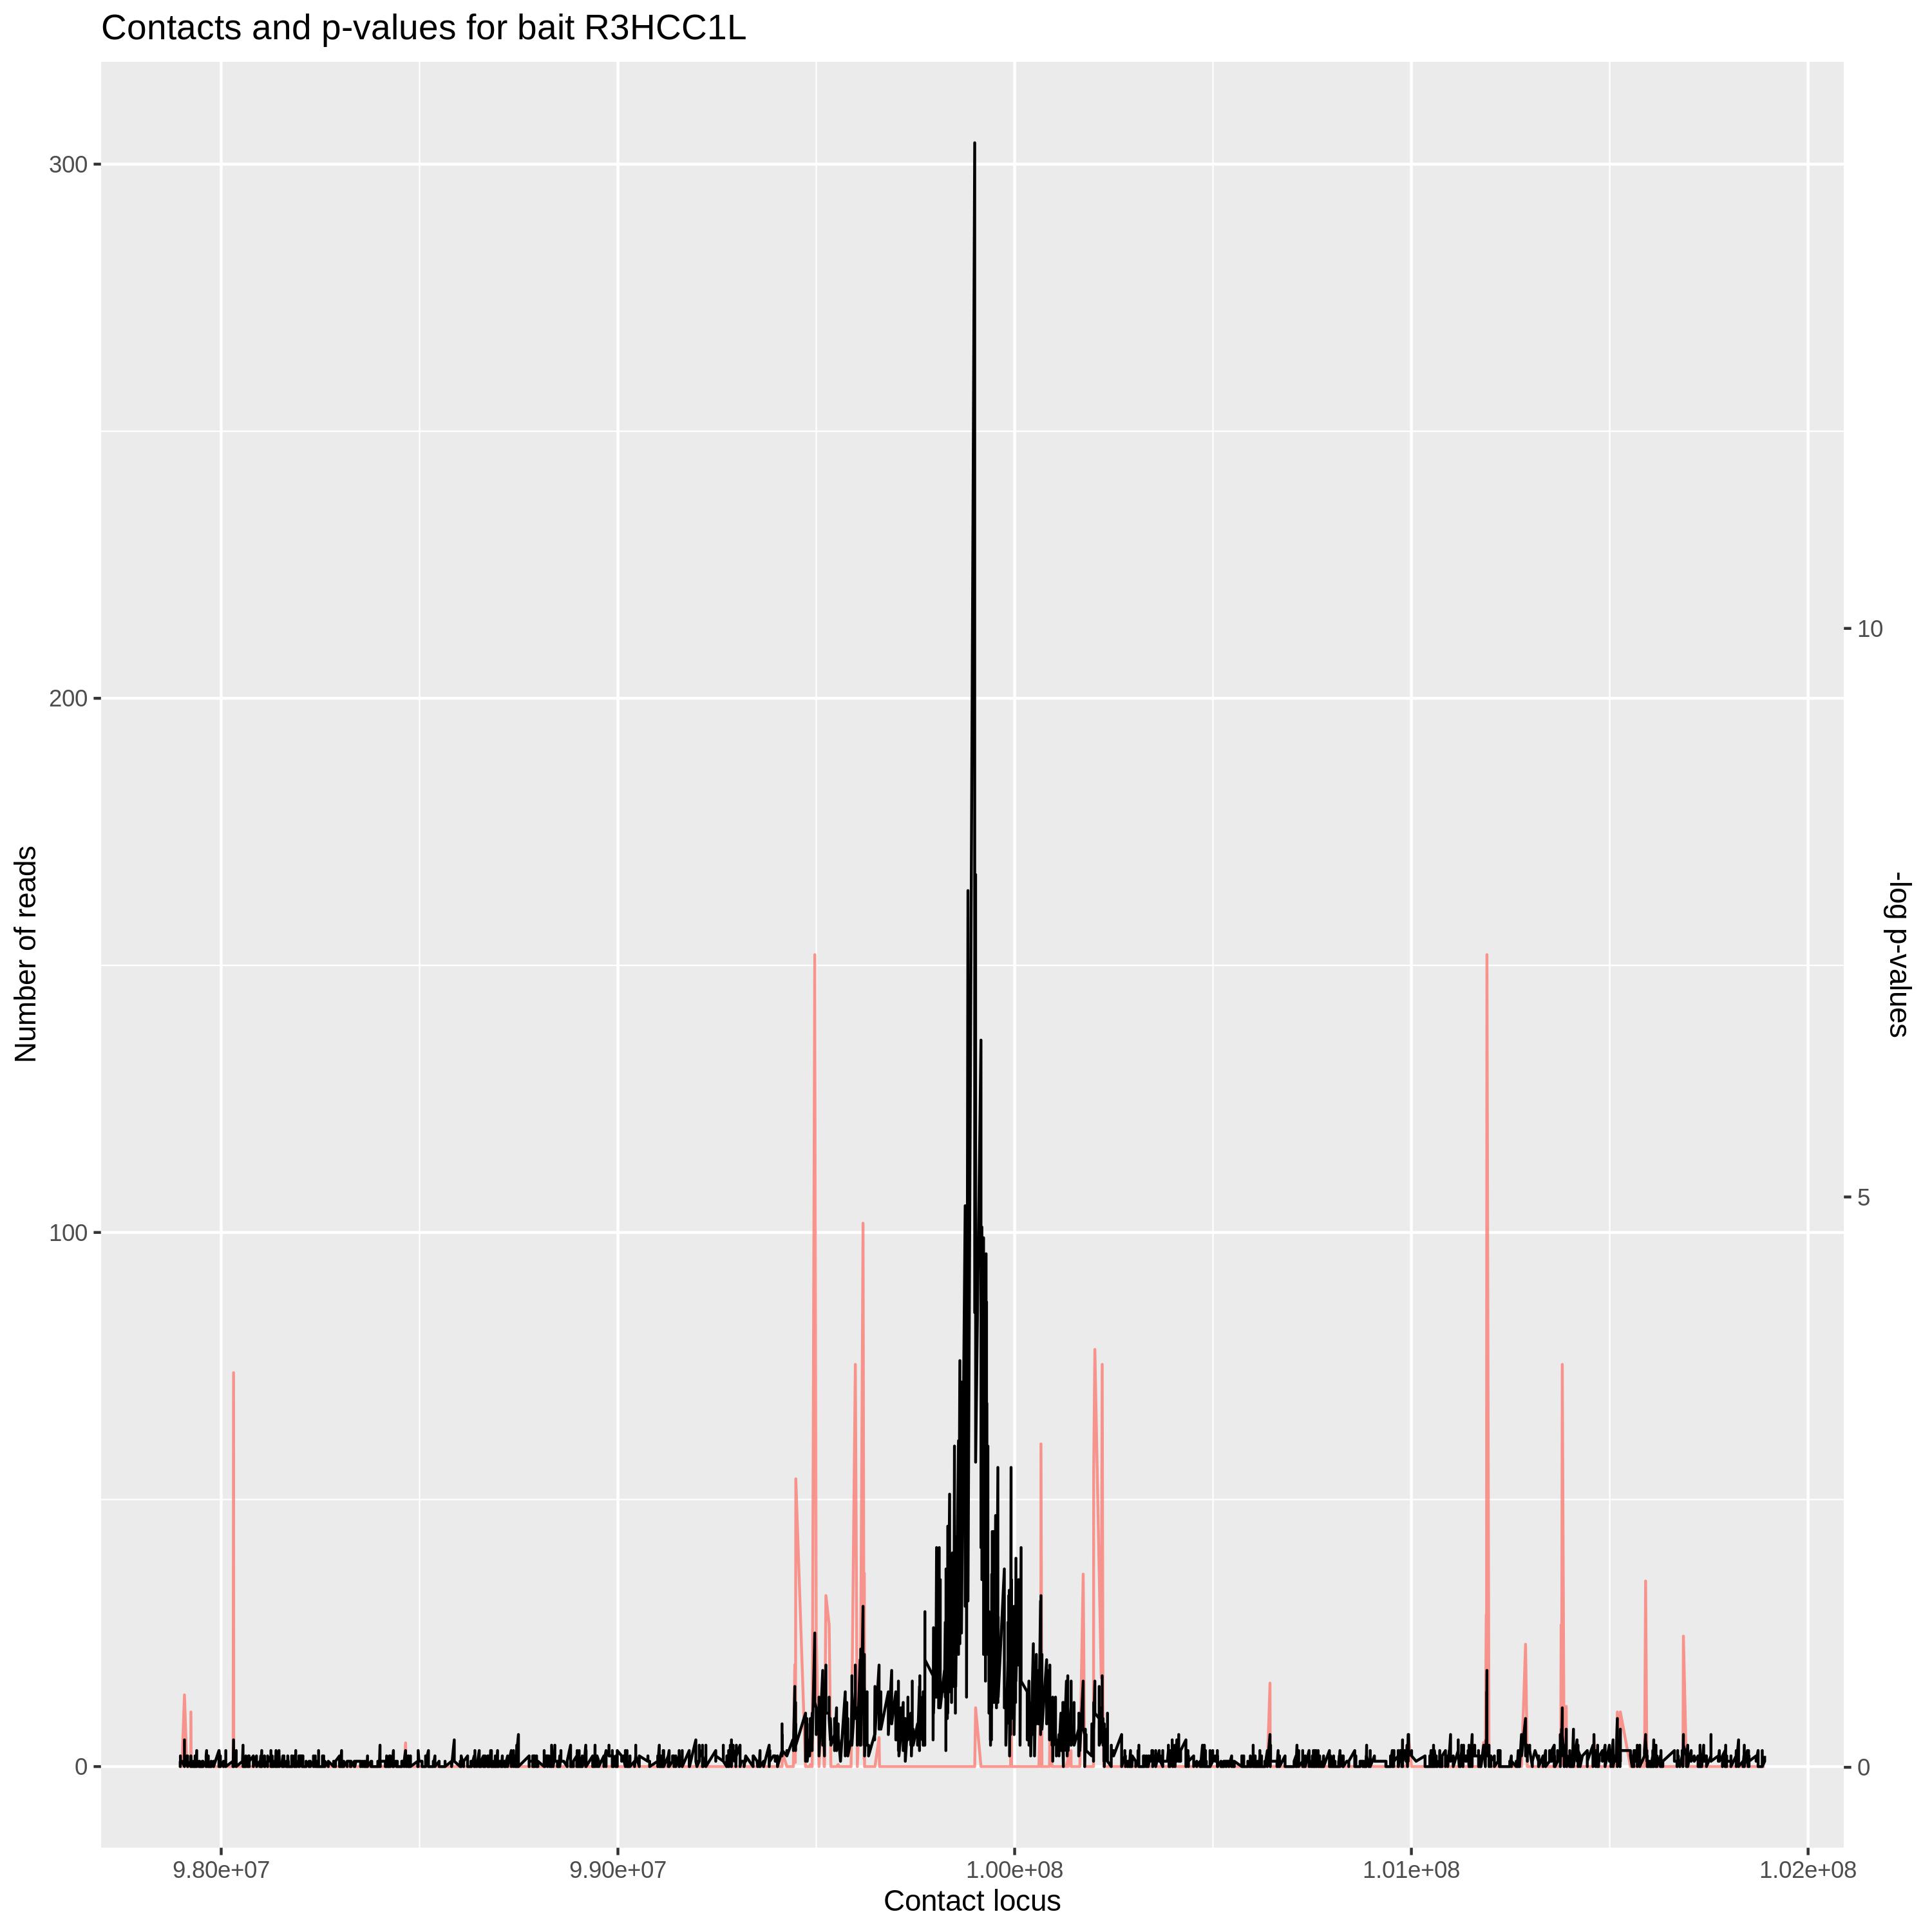 Contacts and p-values for bait R3HCC1L
300
200
100
0
Number of reads
10
5
0
-log p-values
9.80e+07
9.90e+07
1.00e+08
1.01e+08
1.02e+08
Contact locus